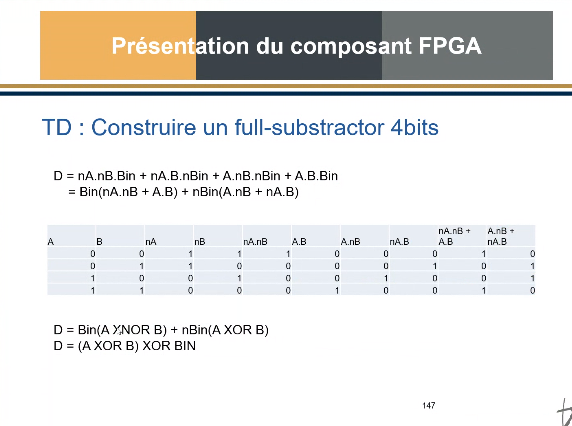 Présentation du composant FPGA
TD : Construire un full-substractor 4bits
D = nA.nB.Bin + nA.B.nBin + A.nB.nBin + A.B.Bin
= Bin(nA.nB + A.B) + nBin(A.nB + nA.B)
A B nA nB nA.nB A.B A.nB nA.B nA.nB + A.B A.nB + nA.B
0 0 1 1 1 0 0 0 1 0
0 1 1 0 0 0 0 1 0 1
1 0 0 1 0 0 1 0 0 1
1 1 0 0 0 1 0 0 1 0
D = Bin(A XNOR B) + nBin(A XOR B)
D = (A XOR B) XOR BIN
147